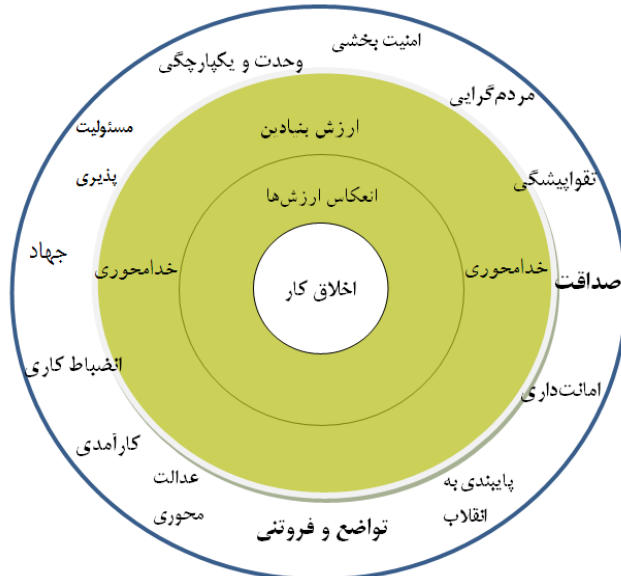 امنیت بخشی
وحدت و یکپارچگی
مردم‌گرایی
ارزش بنیادین
مسئولیت
پذیری
تقواپیشگی
انعکاس ارزش‌ها
جهاد
خدامحوری
خدامحوری
صداقت
اخلاق کار
انضباط کاری
امانت‌داری
کارآمدی
عدالت
محوری
پایبندی به
انقلاب
تواضع و فروتنی